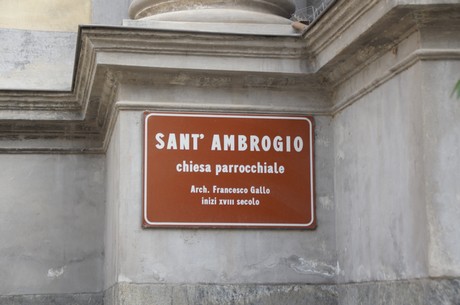 SANT' AMBROGIO
chiesa parrocchiale
Arch. Francesco Gallo
inizi XVIII secolo